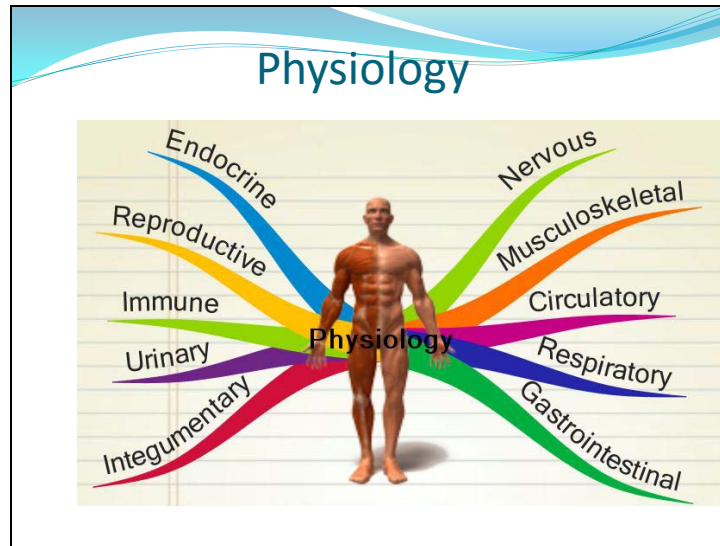 Physiology
Endocrine
Reproductive
Immune
Urinary
Integumentary
Physiology
Nervous
Musculoskeletal
Circulatory
Respiratory
Gastrointestinal